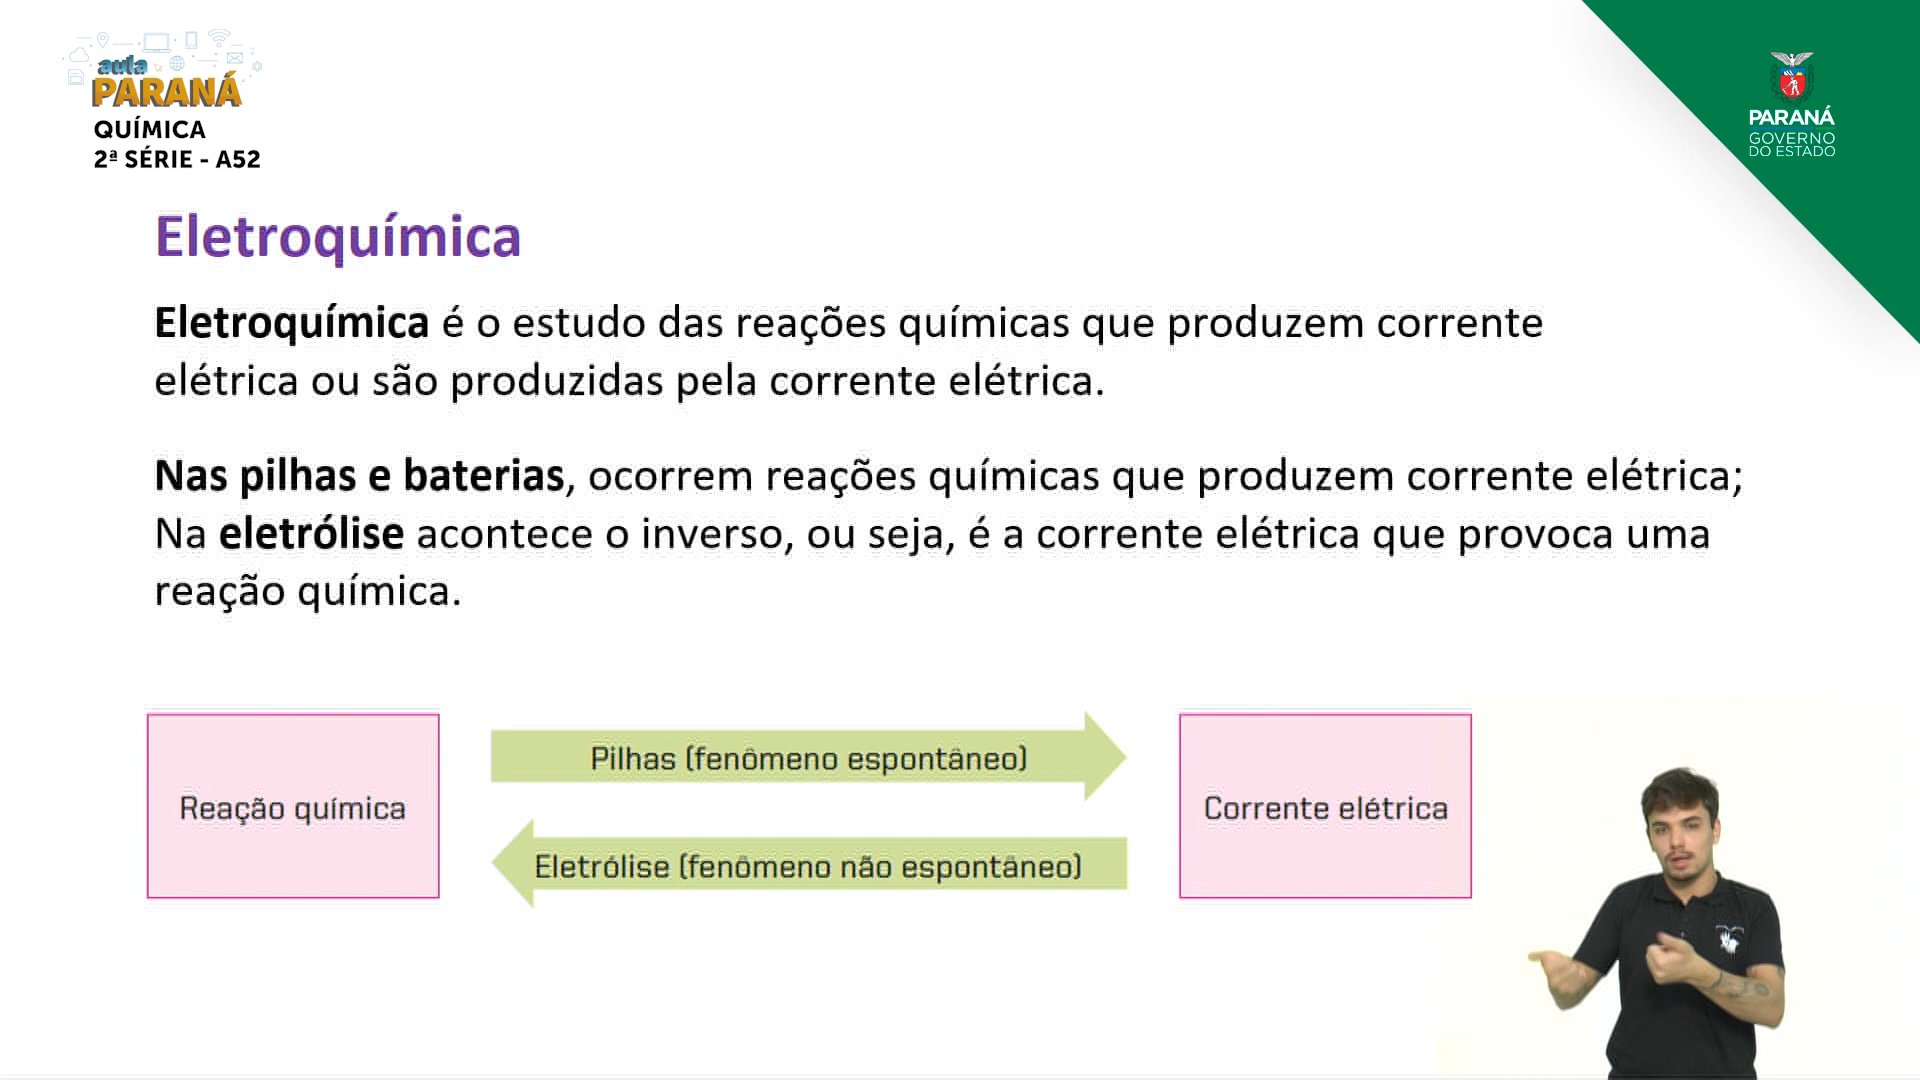 aula
PARANÁ
QUÍMICA
2ª SÉRIE - A52
PARANÁ
GOVERNO
DO ESTADO
Eletroquímica
Eletroquímica é o estudo das reações químicas que produzem corrente
elétrica ou são produzidas pela corrente elétrica.
Nas pilhas e baterias, ocorrem reações químicas que produzem corrente elétrica;
Na eletrólise acontece o inverso, ou seja, é a corrente elétrica que provoca uma
reação química.
Reação química
Pilhas (fenômeno espontâneo)
Eletrólise (fenômeno não espontâneo)
Corrente elétrica